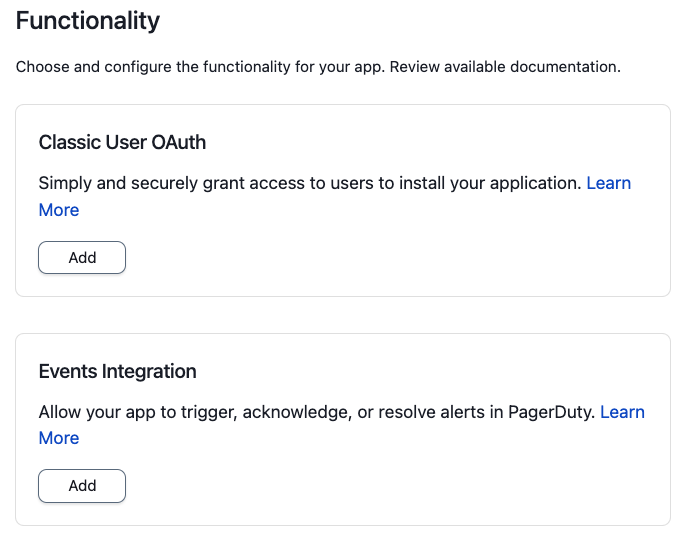 Functionality
Choose and configure the functionality for your app. Review available documentation.
Classic User OAuth
Simply and securely grant access to users to install your application. Learn
More
Add
Events Integration
Allow your app to trigger, acknowledge, or resolve alerts in PagerDuty. Learn
More
Add